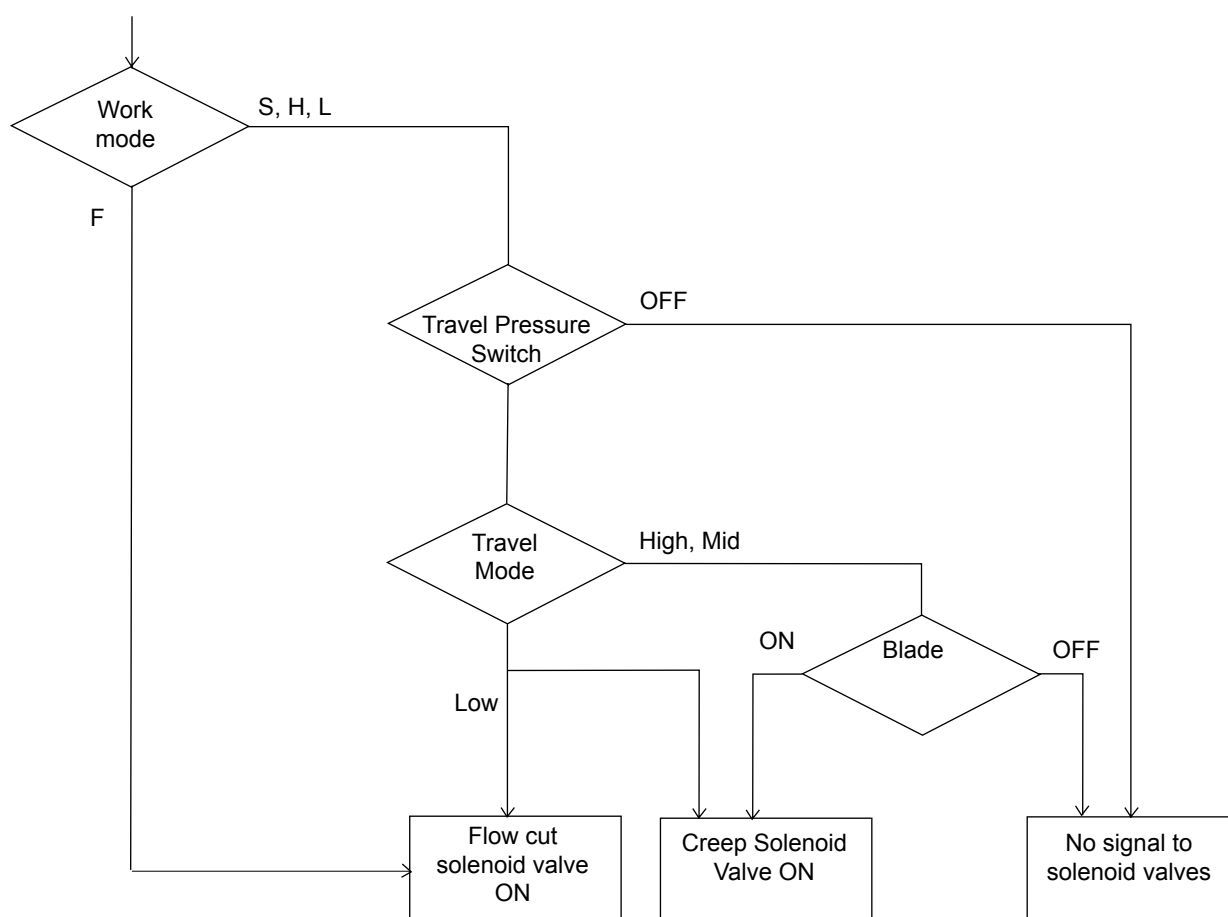 Work
mode
S, H, L
F
OFF
Travel Pressure
Switch
Travel
Mode
High, Mid
ON
Blade
OFF
Low
Flow cut
solenoid valve
ON
Creep Solenoid
Valve ON
No signal to
solenoid valves